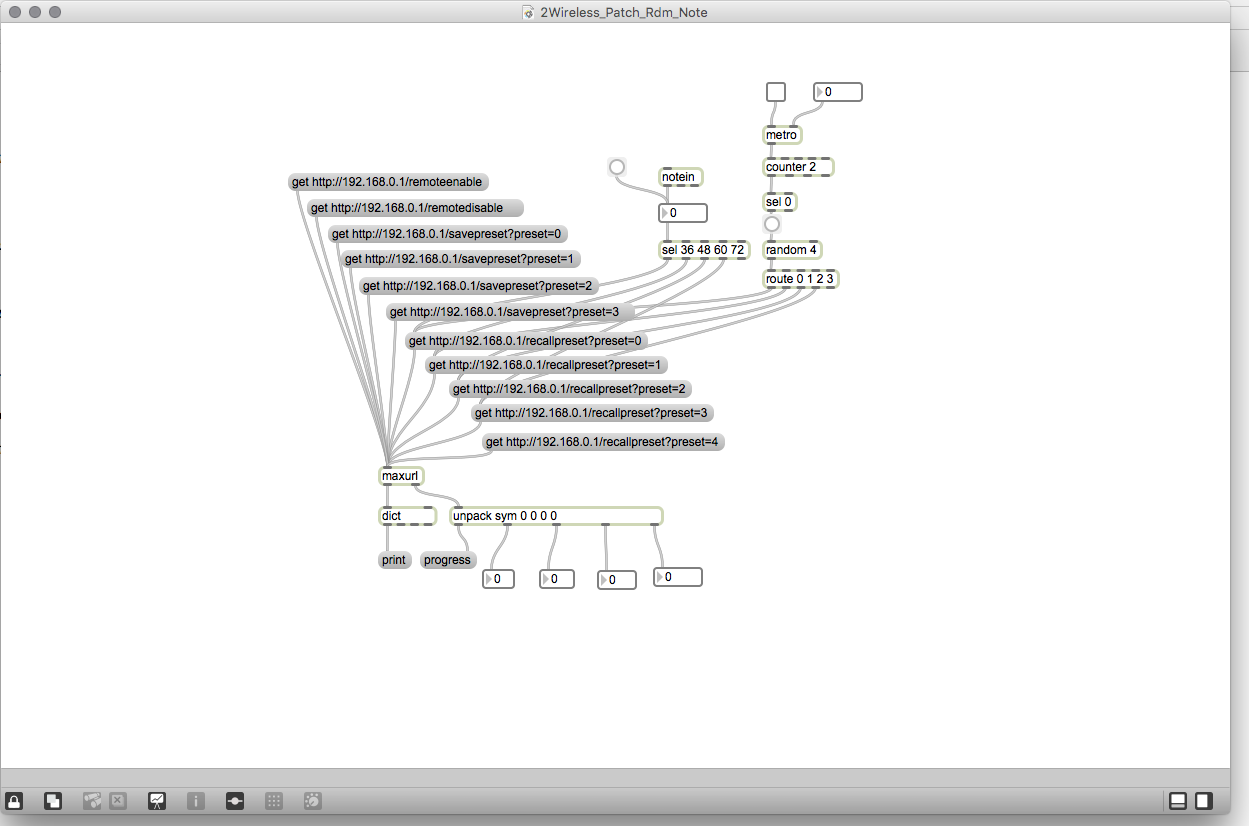 2Wireless_Patch_Rdm_Note
0
metro
counter 2
sel 0
random 4
route 0 1 2 3
notein
0
sel 36 48 60 72
get http://192.168.0.1/remoteenable
get http://192.168.0.1/remotedisable
get http://192.168.0.1/savepreset?preset=0
get http://192.168.0.1/savepreset?preset=1
get http://192.168.0.1/savepreset?preset=2
get http://192.168.0.1/savepreset?preset=3
get http://192.168.0.1/recallpreset?preset=0
get http://192.168.0.1/recallpreset?preset=1
get http://192.168.0.1/recallpreset?preset=2
get http://192.168.0.1/recallpreset?preset=3
get http://192.168.0.1/recallpreset?preset=4
maxurl
dict
unpack sym 0 0 0 0
print
progress
0
0
0
0